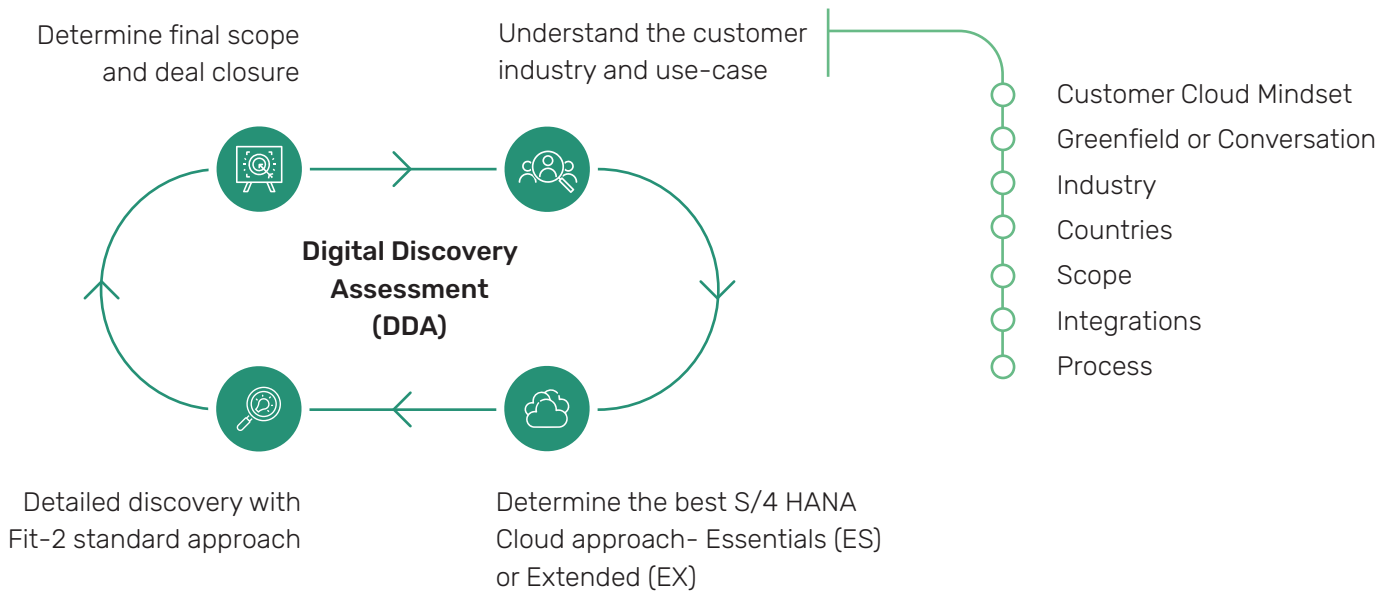 Determine final scope
and deal closure
Understand the customer
industry and use-case
Customer Cloud Mindset
Greenfield or Conversation
Industry
Countries
Scope
Integrations
Process
Digital Discovery
Assessment
(DDA)
Detailed discovery with
Fit-2 standard approach
Determine the best S/4 HANA
Cloud approach- Essentials (ES)
or Extended (EX)